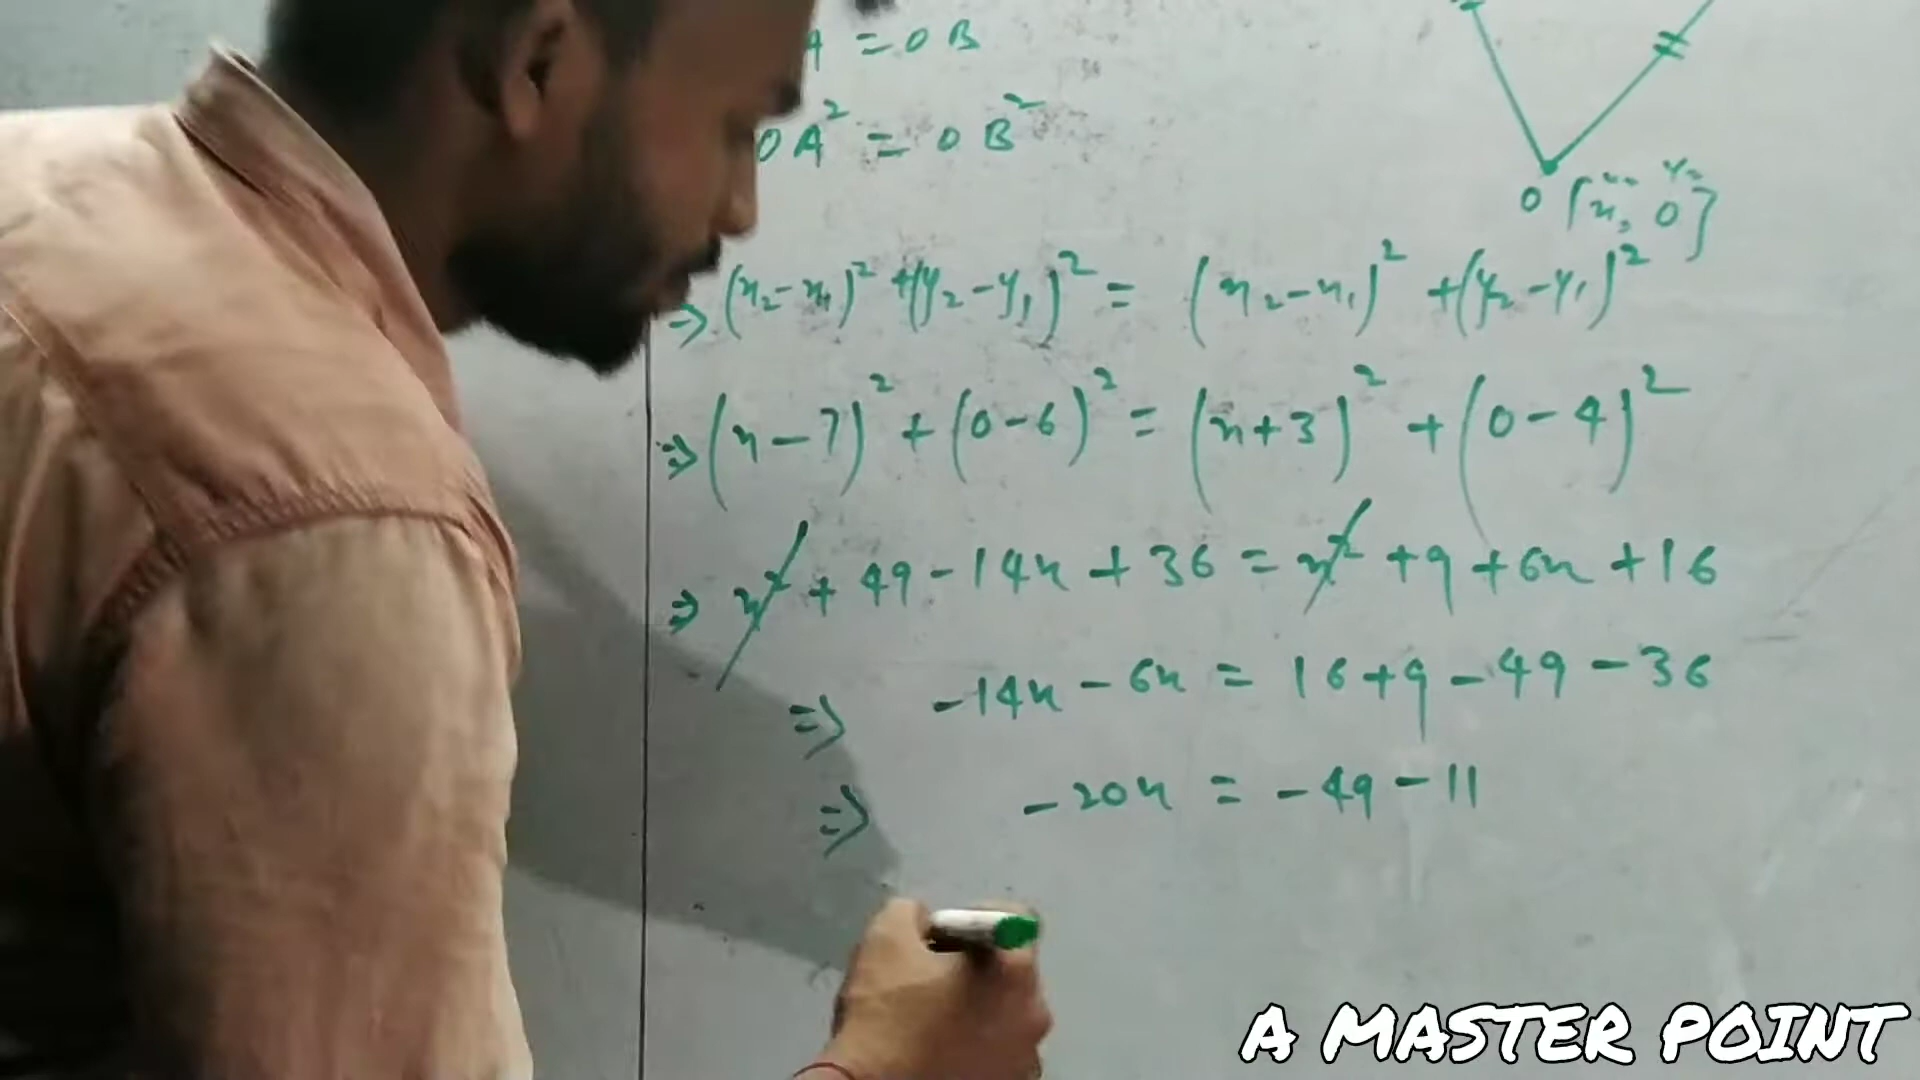 A = OB
OA² = OB²
O [x, 0]
⇒ (x₂-x₁)² + (y₂-y₁)² = (x₂-x₁)² + (y₂-y₁)²
⇒ (x-7)² + (0-6)² = (x+3)² + (0-4)²
⇒ x² + 49 - 14x + 36 = x² + 9 + 6x + 16
⇒ -14x - 6x = 16+9-49-36
⇒ -20x = -49-11
A MASTER POINT